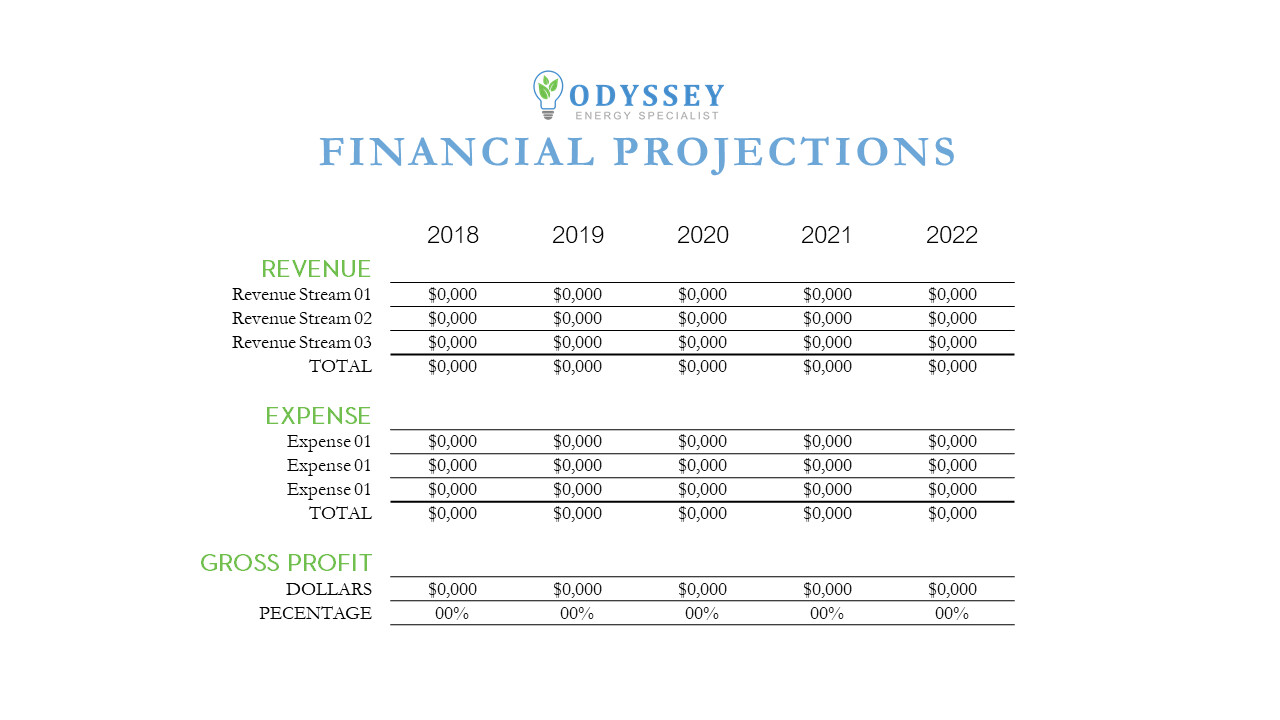 ODYSSEY
ENERGY SPECIALIST
FINANCIAL PROJECTIONS
2018 2019 2020 2021 2022
REVENUE
Revenue Stream 01 $0,000 $0,000 $0,000 $0,000 $0,000
Revenue Stream 02 $0,000 $0,000 $0,000 $0,000 $0,000
Revenue Stream 03 $0,000 $0,000 $0,000 $0,000 $0,000
TOTAL $0,000 $0,000 $0,000 $0,000 $0,000
EXPENSE
Expense 01 $0,000 $0,000 $0,000 $0,000 $0,000
Expense 01 $0,000 $0,000 $0,000 $0,000 $0,000
Expense 01 $0,000 $0,000 $0,000 $0,000 $0,000
TOTAL $0,000 $0,000 $0,000 $0,000 $0,000
GROSS PROFIT
DOLLARS $0,000 $0,000 $0,000 $0,000 $0,000
PECENTAGE 00% 00% 00% 00% 00%